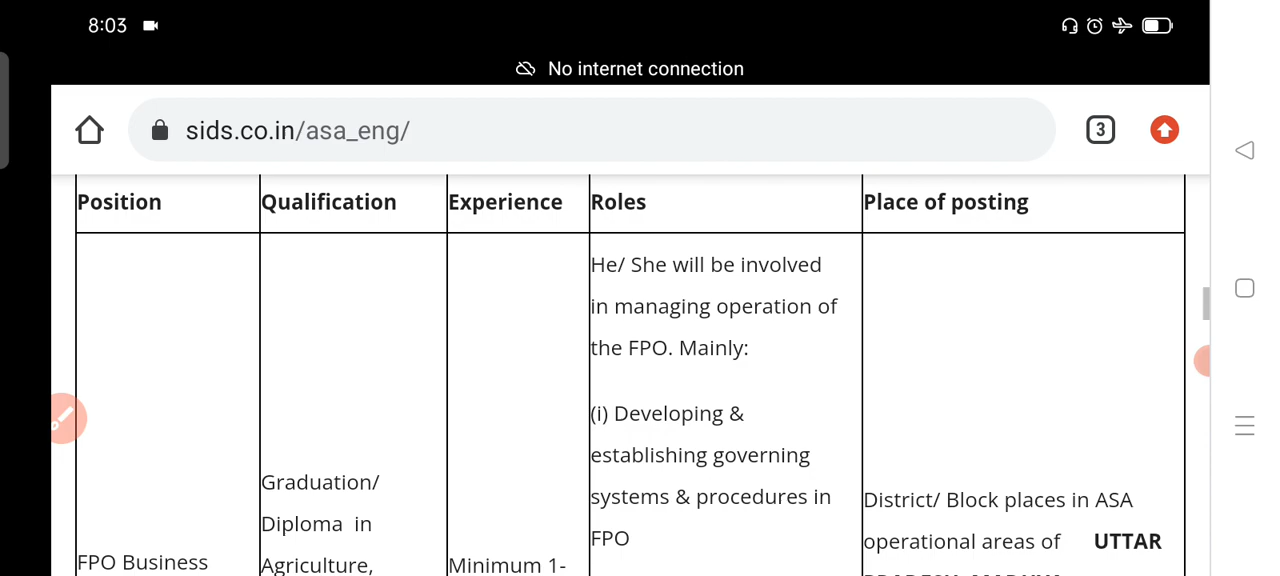 8:03
No internet connection
sids.co.in/asa_eng/
3
Position Qualification Experience Roles Place of posting
He/ She will be involved
in managing operation of
the FPO. Mainly:
(i) Developing &
establishing governing
Graduation/
systems & procedures in
District/ Block places in ASA
Diploma in
FPO
operational areas of UTTAR
FPO Business
Agriculture,
Minimum 1-